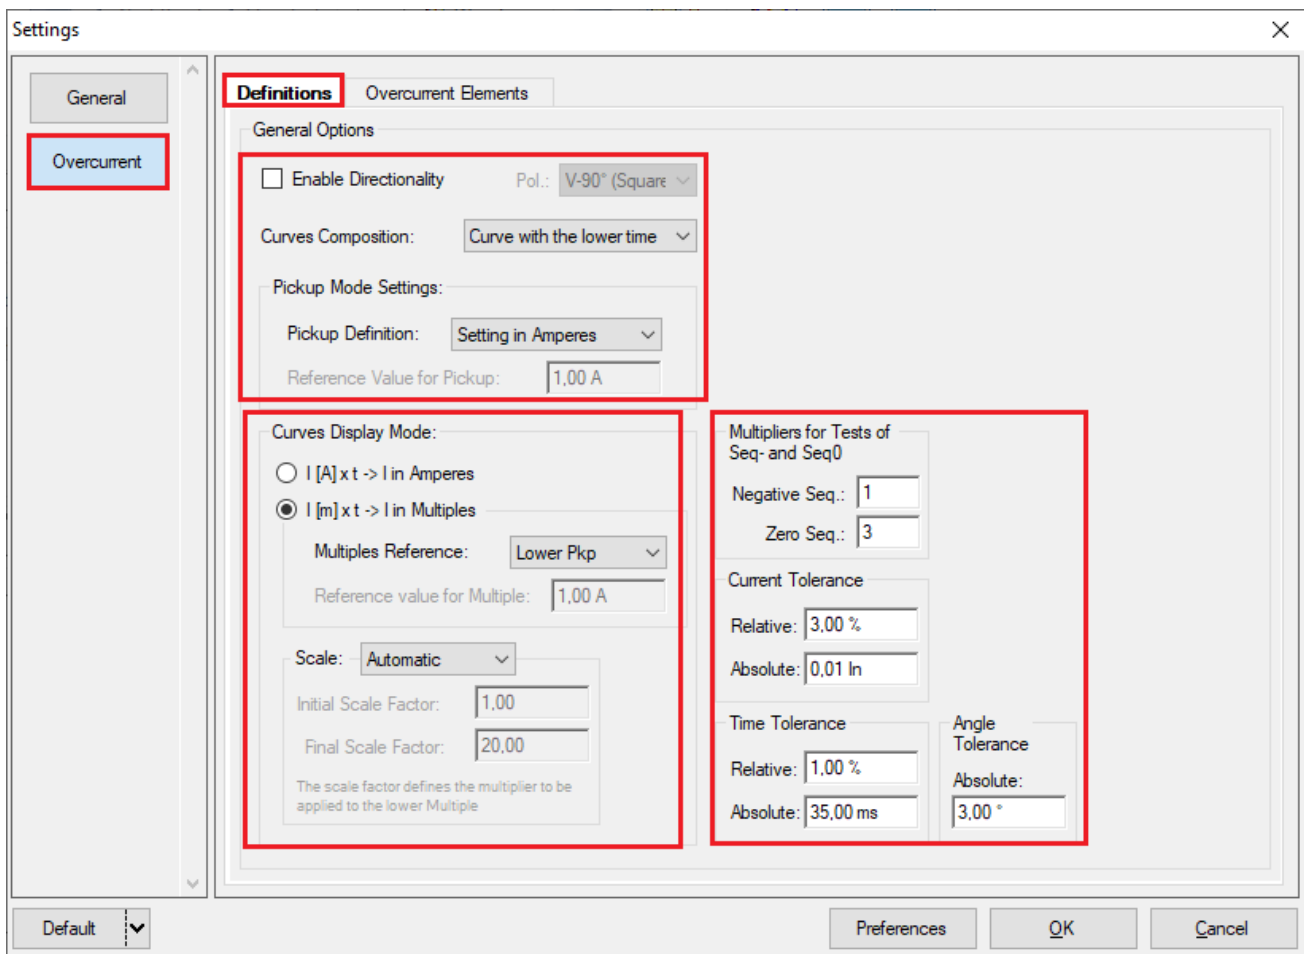 Settings
General
Overcurrent
Definitions
Overcurrent Elements
General Options
Enable Directionality
Pol.: V-90° (Square
Curves Composition: Curve with the lower time
Pickup Mode Settings:
Pickup Definition: Setting in Amperes
Reference Value for Pickup: 1,00 A
Curves Display Mode:
I [A] x t -> I in Amperes
I [m] x t -> I in Multiples
Multiples Reference: Lower Pkp
Reference value for Multiple: 1,00 A
Scale: Automatic
Initial Scale Factor: 1,00
Final Scale Factor: 20,00
The scale factor defines the multiplier to be
applied to the lower Multiple
Multipliers for Tests of
Seq- and Seq0
Negative Seq.: 1
Zero Seq.: 3
Current Tolerance
Relative: 3,00 %
Absolute: 0,01 In
Time Tolerance
Relative: 1,00 %
Absolute: 35,00 ms
Angle
Tolerance
Absolute:
3,00 °
Default
Preferences
OK
Cancel